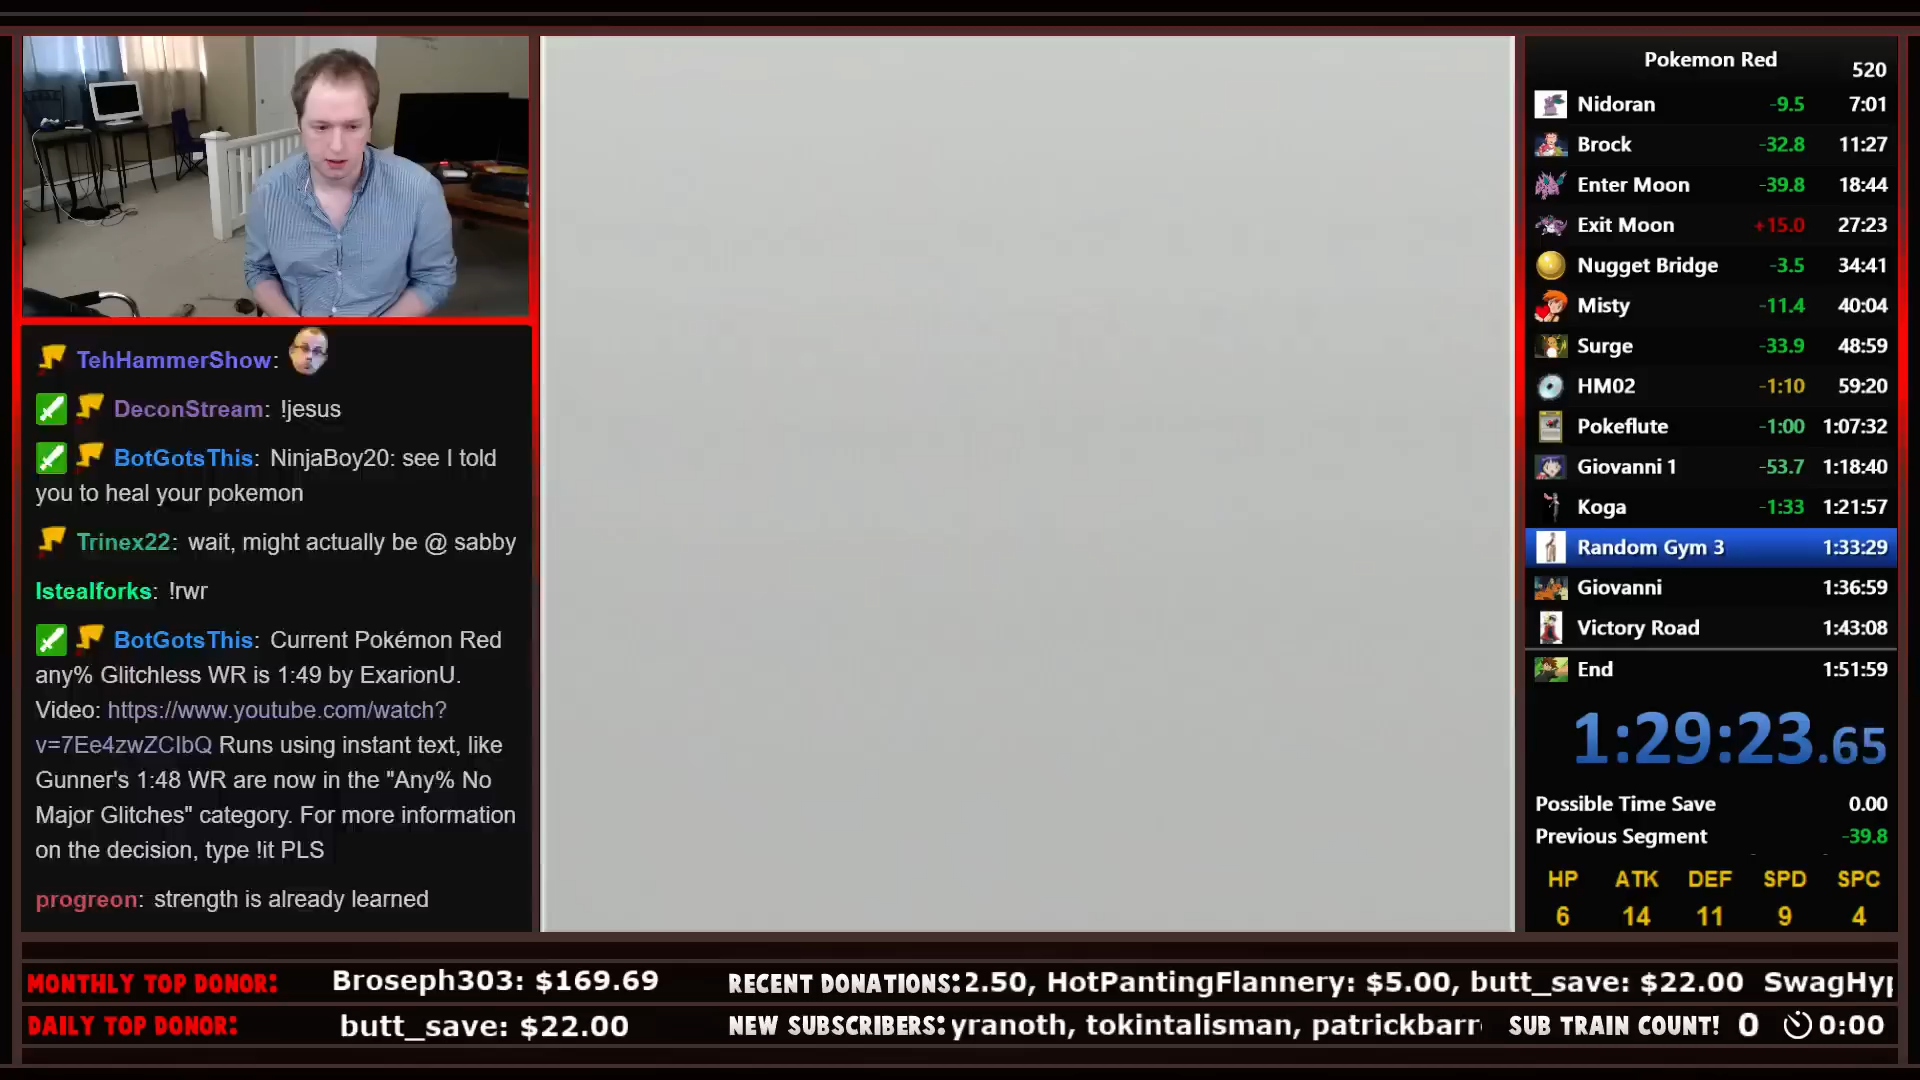 TehHammerShow:
DeconStream: !jesus
BotGotsThis: NinjaBoy20: see I told
you to heal your pokemon
Trinex22: wait, might actually be @ sabby
Istealforks: !rwr
BotGotsThis: Current Pokémon Red
any% Glitchless WR is 1:49 by ExarionU.
Video: https://www.youtube.com/watch?
v=7Ee4zwZCIbQ Runs using instant text, like
Gunner's 1:48 WR are now in the "Any% No
Major Glitches" category. For more information
on the decision, type !it PLS
progreon: strength is already learned
Pokemon Red
520
Nidoran -9.5 7:01
Brock -32.8 11:27
Enter Moon -39.8 18:44
Exit Moon +15.0 27:23
Nugget Bridge -3.5 34:41
Misty -11.4 40:04
Surge -33.9 48:59
HM02 -1:10 59:20
Pokeflute -1:00 1:07:32
Giovanni 1 -53.7 1:18:40
Koga -1:33 1:21:57
Random Gym 3 1:33:29
Giovanni 1:36:59
Victory Road 1:43:08
End 1:51:59
1:29:23.65
Possible Time Save 0.00
Previous Segment -39.8
HP ATK DEF SPD SPC
6 14 11 9 4
MONTHLY TOP DONOR: Broseph303: $169.69
RECENT DONATIONS: 2.50, HotPantingFlannery: $5.00, butt_save: $22.00 SwagHyp
DAILY TOP DONOR: butt_save: $22.00
NEW SUBSCRIBERS: yranoth, tokintalisman, patrickbarr
SUB TRAIN COUNT! 0 0:00